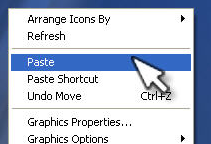 Arrange Icons By
Refresh
Paste
Paste Shortcut
Undo Move Ctrl+Z
Graphics Properties...
Graphics Options